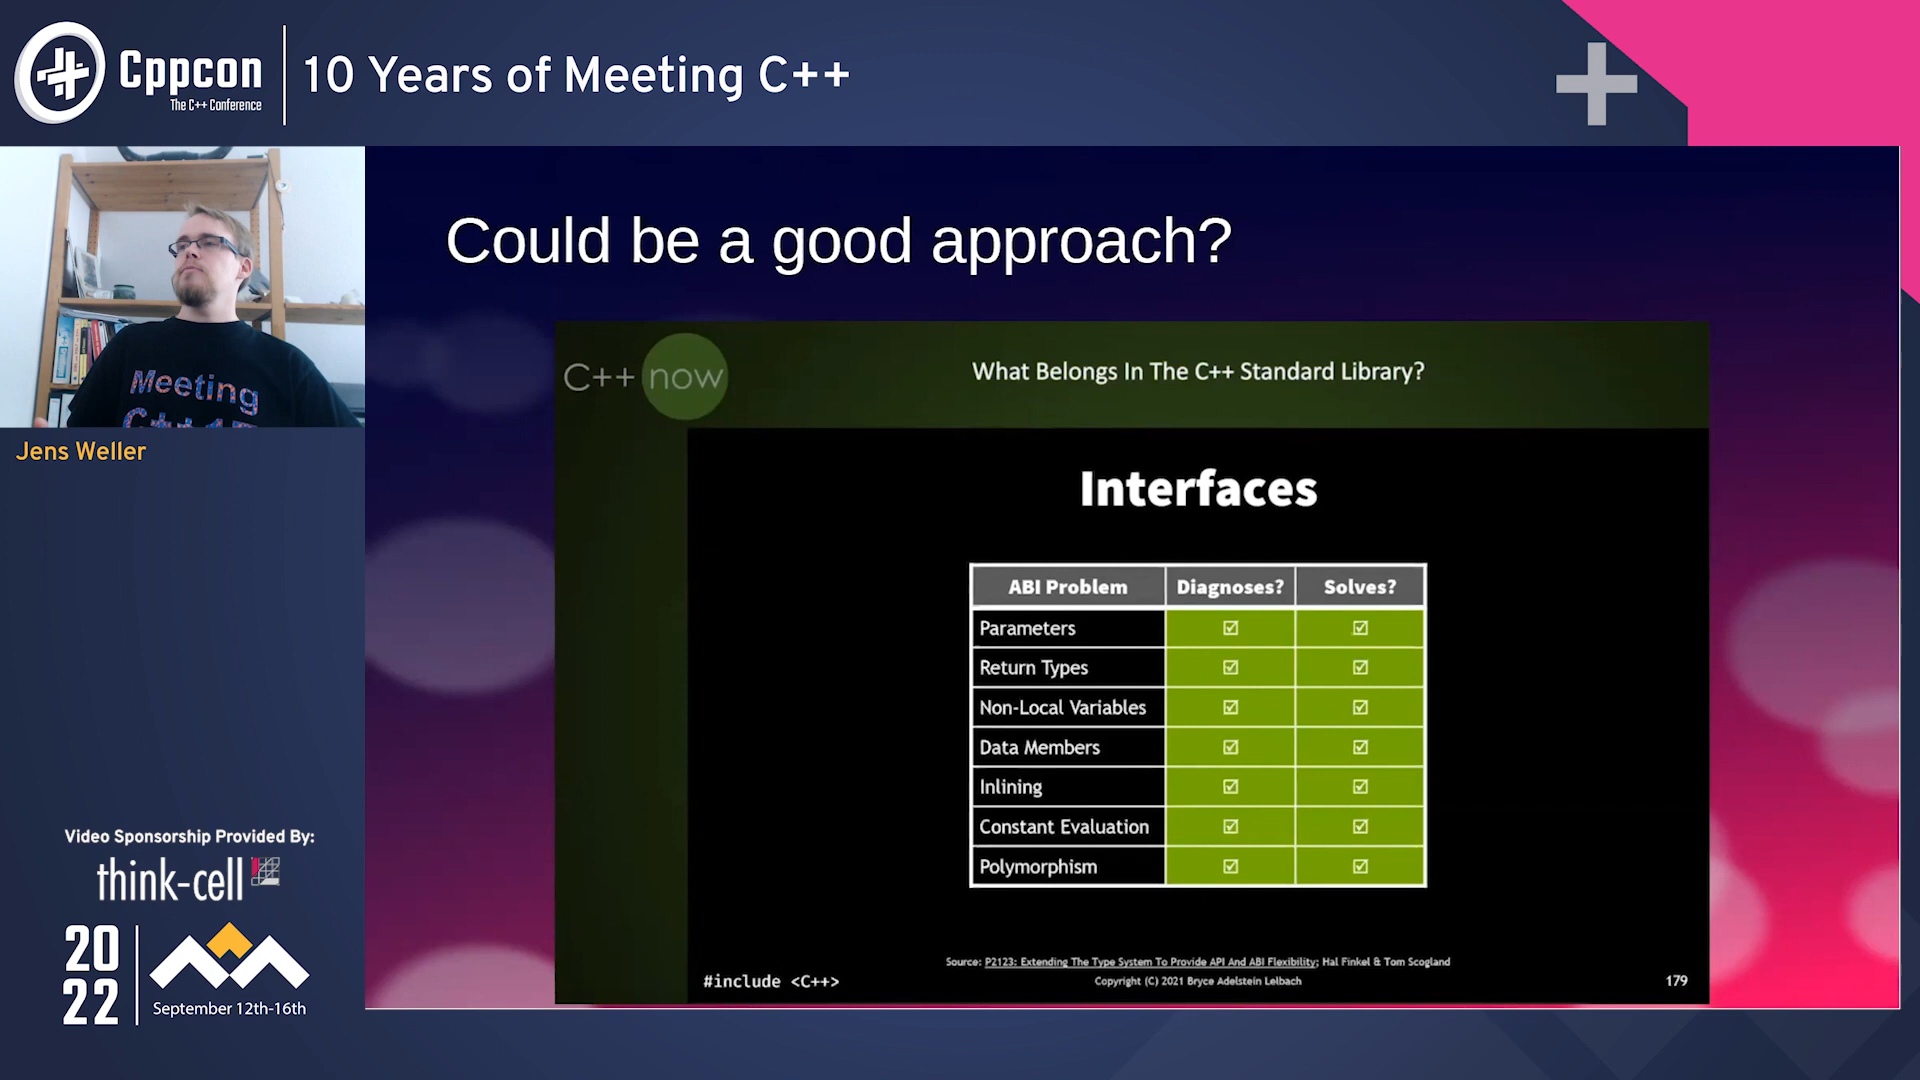 Cppcon
The C++ Conference
10 Years of Meeting C++
Meeting
Jens Weller
Could be a good approach?
C++ now
What Belongs In The C++ Standard Library?
Interfaces
ABI Problem Diagnoses? Solves?
Parameters ☑ ☑
Return Types ☑ ☑
Non-Local Variables ☑ ☑
Data Members ☑ ☑
Inlining ☑ ☑
Constant Evaluation ☑ ☑
Polymorphism ☑ ☑
Source: P2123: Extending The Type System To Provide API And ABI Flexibility; Hal Finkel & Tom Scogland
#include <C++>
Copyright (C) 2021 Bryce Adelstein Lelbach
179
Video Sponsorship Provided By:
think-cell
20
22
September 12th-16th